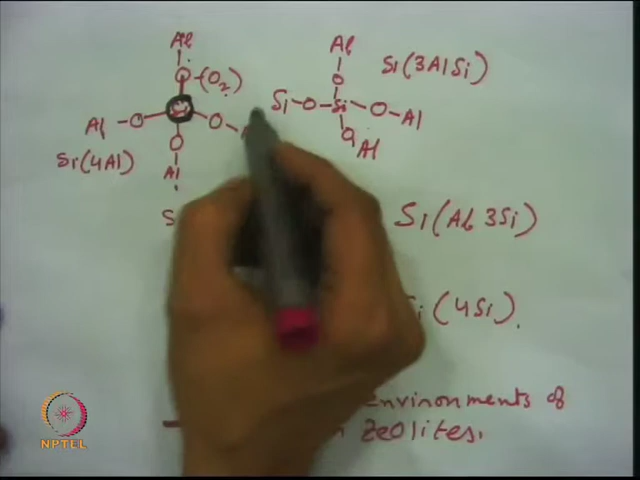 Al
O-(O2)
Al-O
O-
O
Al
Si(4Al)
Al
O
Si-O-Si-O-Al
O
Al
Si(3AlSi)
S
Si(Al 3Si)
Si(4Si).
environments of
zeolites.
NPTEL